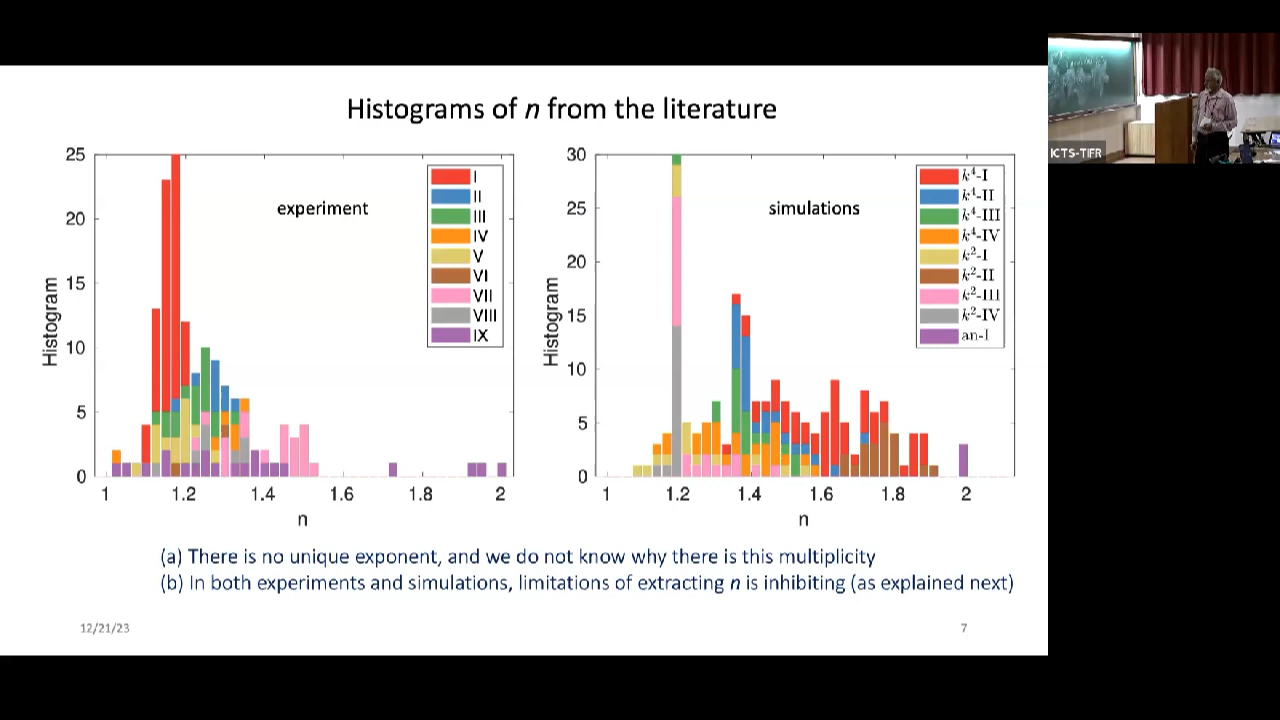 Histograms of n from the literature
25
20
15
10
5
0
Histogram
experiment
I
II
III
IV
V
VI
VII
VIII
IX
1
1.2
1.4
1.6
1.8
2
n
30
25
20
15
10
5
0
Histogram
simulations
k⁴-I
k⁴-II
k⁴-III
k⁴-IV
k²-I
k²-II
k²-III
k²-IV
an-I
1
1.2
1.4
1.6
1.8
2
n
(a) There is no unique exponent, and we do not know why there is this multiplicity
(b) In both experiments and simulations, limitations of extracting n is inhibiting (as explained next)
12/21/23
7
ICTS-TIFR